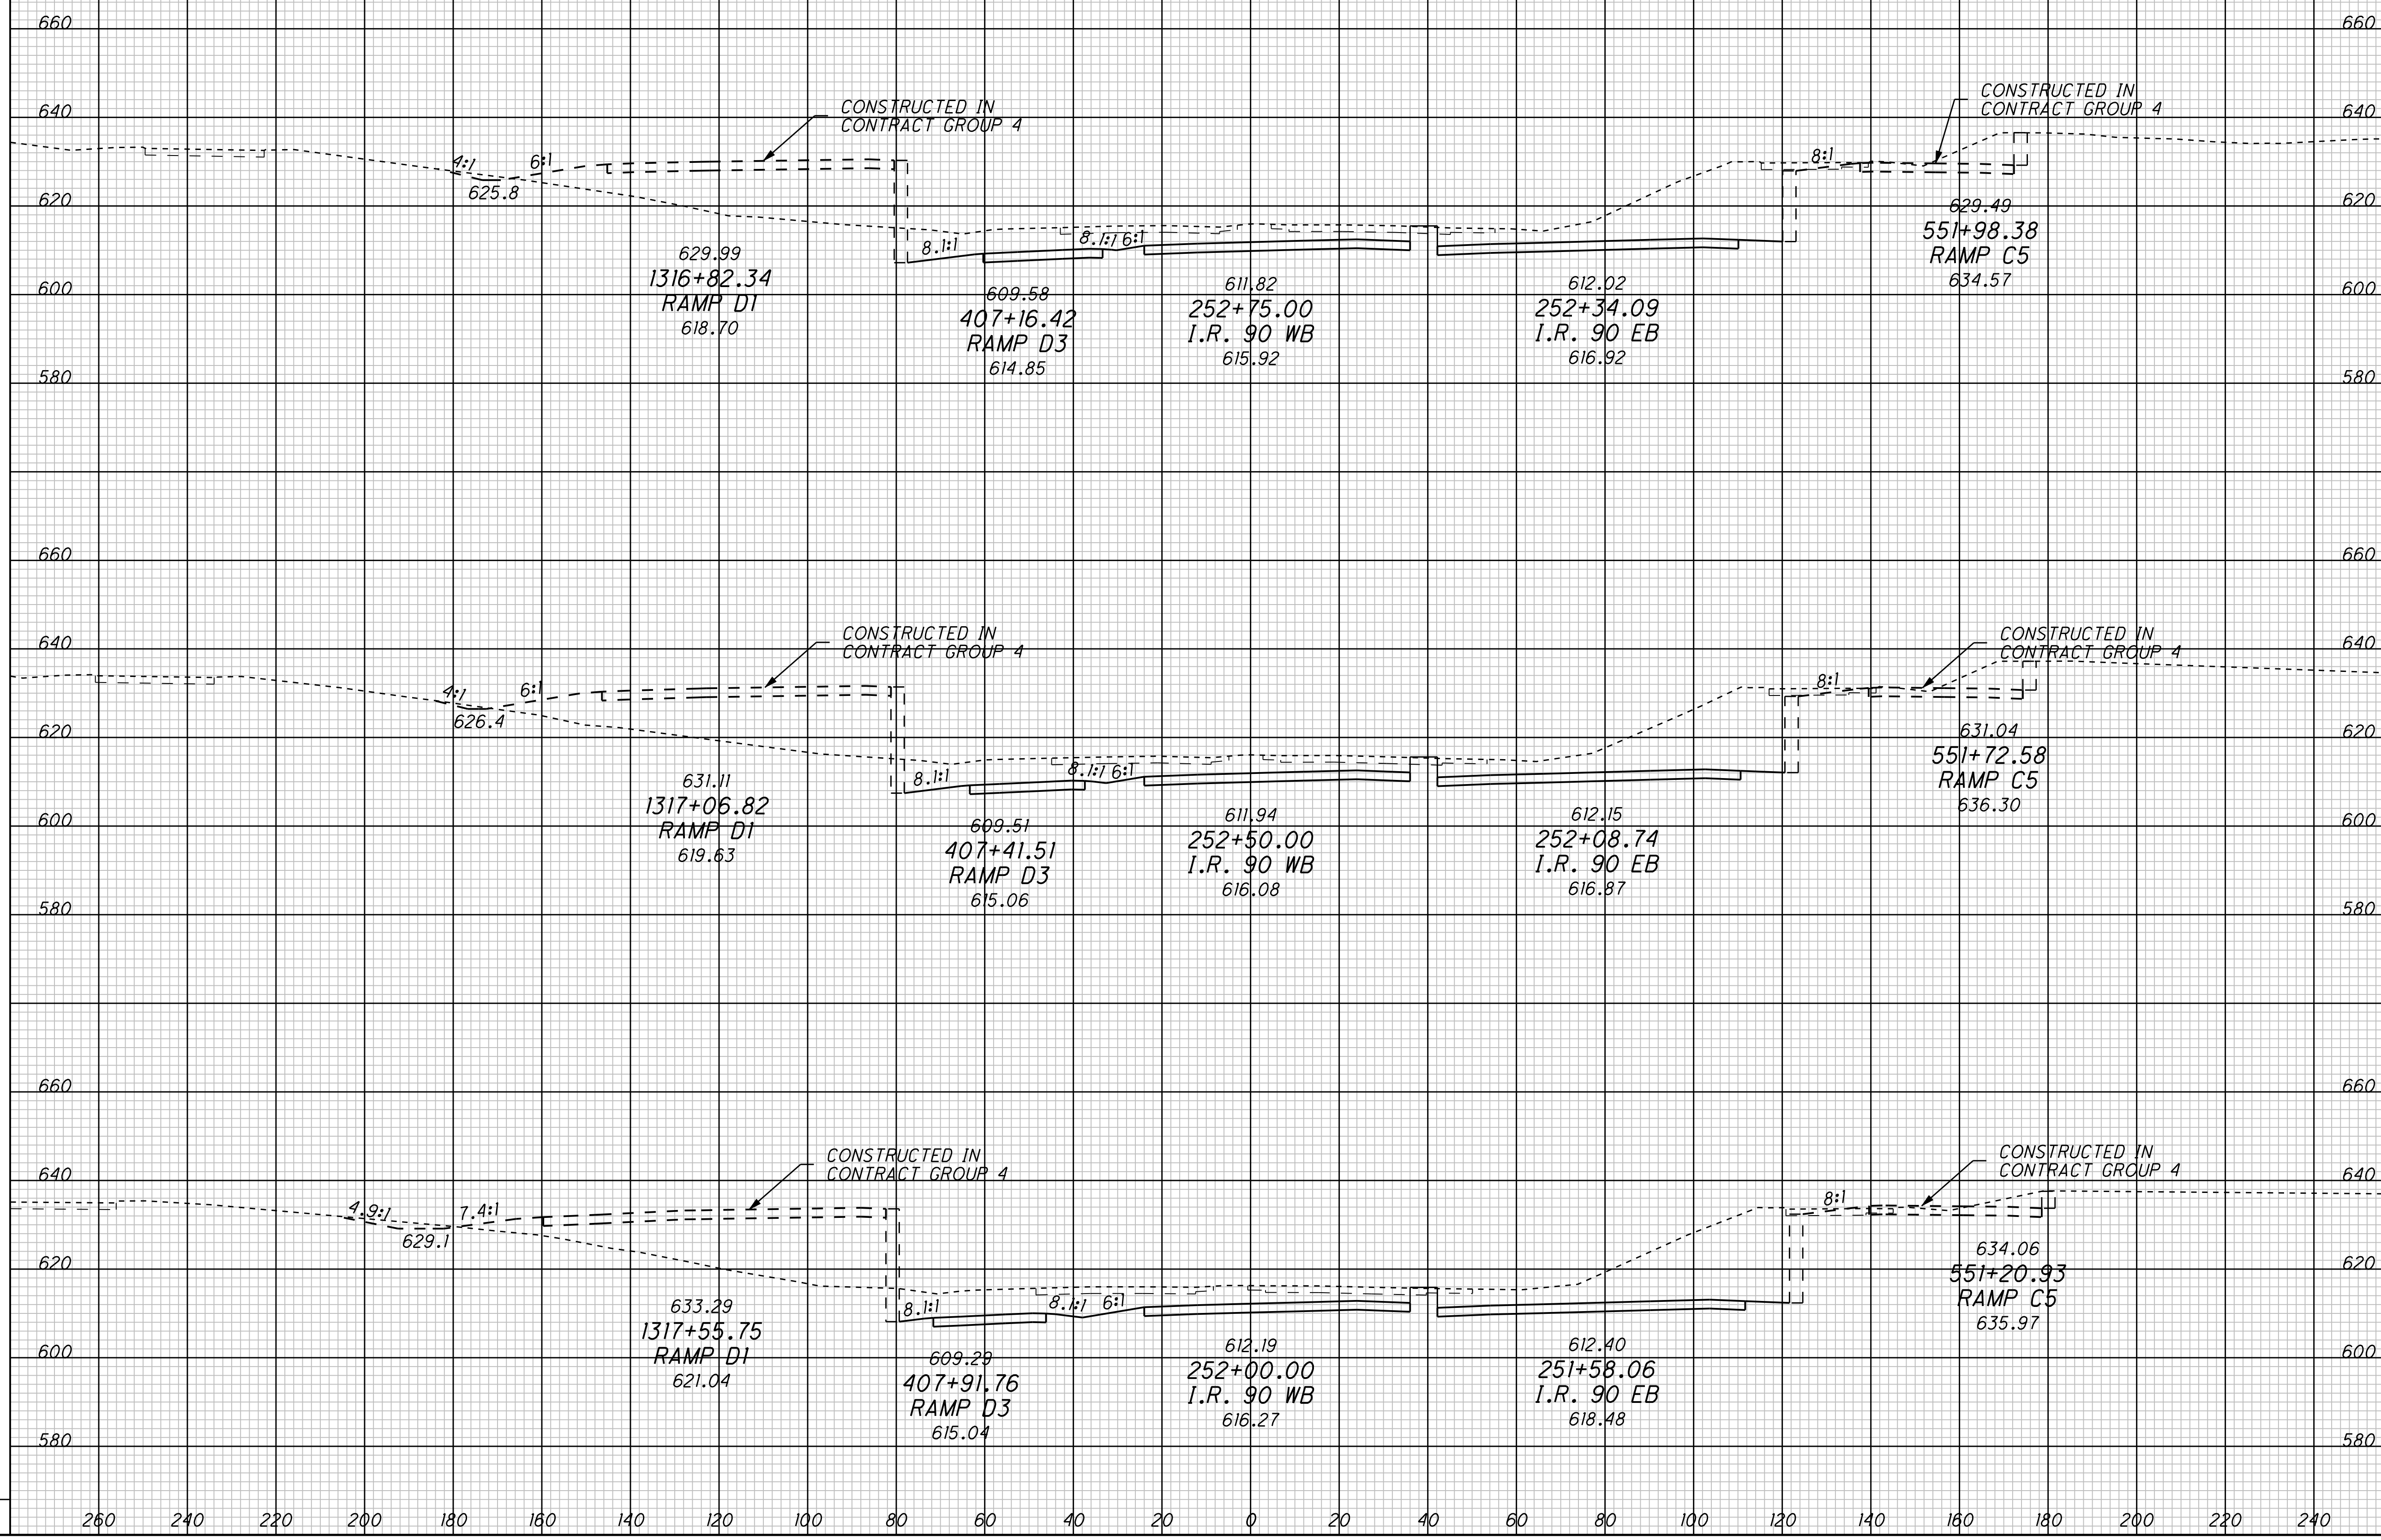 660 660
CONSTRUCTED IN
CONTRACT GROUP 4
CONSTRUCTED IN
CONTRACT GROUP 4
640 640
4:1 6:1 8:1
625.8
620 620
8.1:1 8.1:1 6:1
629.99
1316+82.34
RAMP D1
618.70
609.58
407+16.42
RAMP D3
614.85
611.82
252+75.00
I.R. 90 WB
615.92
612.02
252+34.09
I.R. 90 EB
616.92
629.49
551+98.38
RAMP C5
634.57
600 600
580 580
660 660
CONSTRUCTED IN
CONTRACT GROUP 4
CONSTRUCTED IN
CONTRACT GROUP 4
640 640
4:1 6:1 8:1
626.4
620 620
8.1:1 8.1:1 6:1
631.11
1317+06.82
RAMP D1
619.63
609.51
407+41.51
RAMP D3
615.06
611.94
252+50.00
I.R. 90 WB
616.08
612.15
252+08.74
I.R. 90 EB
616.87
631.04
551+72.58
RAMP C5
636.30
600 600
580 580
660 660
CONSTRUCTED IN
CONTRACT GROUP 4
CONSTRUCTED IN
CONTRACT GROUP 4
640 640
4.9:1 7.4:1 8:1
629.1
620 620
8.1:1 8.1:1 6:1
633.29
1317+55.75
RAMP D1
621.04
609.29
407+91.76
RAMP D3
615.04
612.19
252+00.00
I.R. 90 WB
616.27
612.40
251+58.06
I.R. 90 EB
618.48
634.06
551+20.93
RAMP C5
635.97
600 600
580 580
260 240 220 200 180 160 140 120 100 80 60 40 20 0 20 40 60 80 100 120 140 160 180 200 220 240